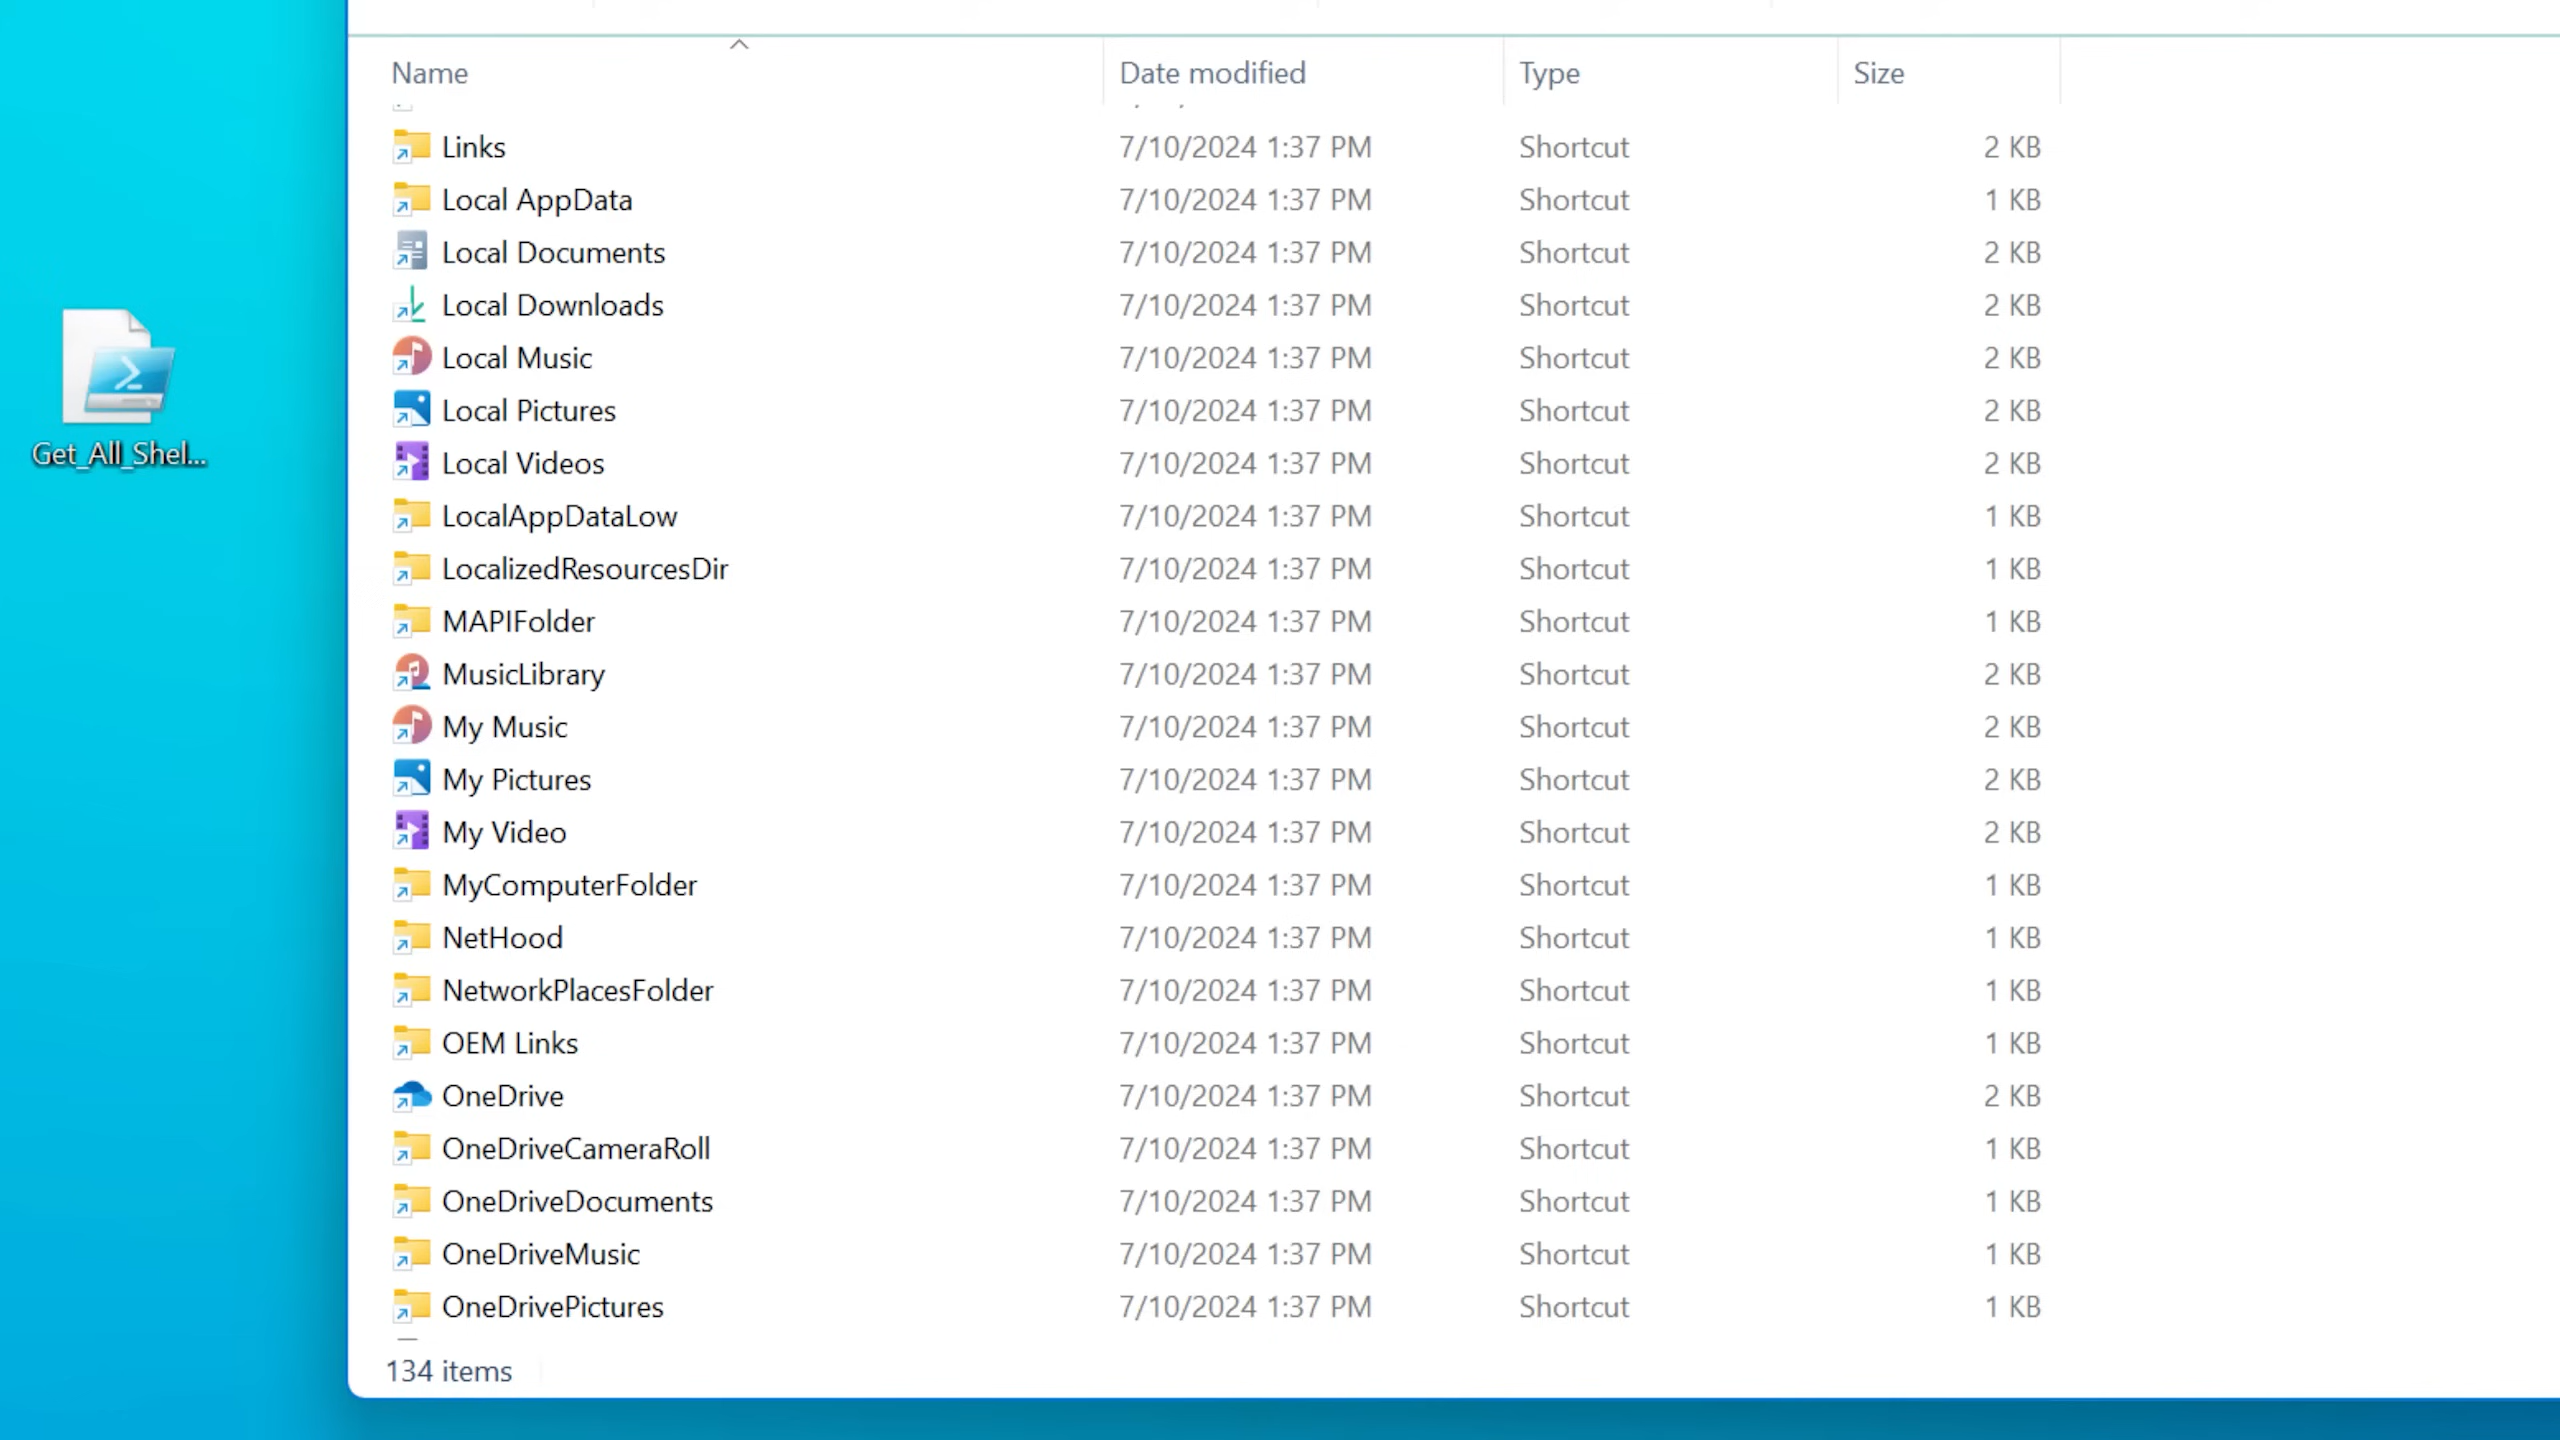 Name Date modified Type Size
Links 7/10/2024 1:37 PM Shortcut 2 KB
Local AppData 7/10/2024 1:37 PM Shortcut 1 KB
Local Documents 7/10/2024 1:37 PM Shortcut 2 KB
Local Downloads 7/10/2024 1:37 PM Shortcut 2 KB
Local Music 7/10/2024 1:37 PM Shortcut 2 KB
Local Pictures 7/10/2024 1:37 PM Shortcut 2 KB
Local Videos 7/10/2024 1:37 PM Shortcut 2 KB
LocalAppDataLow 7/10/2024 1:37 PM Shortcut 1 KB
LocalizedResourcesDir 7/10/2024 1:37 PM Shortcut 1 KB
MAPIFolder 7/10/2024 1:37 PM Shortcut 1 KB
MusicLibrary 7/10/2024 1:37 PM Shortcut 2 KB
My Music 7/10/2024 1:37 PM Shortcut 2 KB
My Pictures 7/10/2024 1:37 PM Shortcut 2 KB
My Video 7/10/2024 1:37 PM Shortcut 2 KB
MyComputerFolder 7/10/2024 1:37 PM Shortcut 1 KB
NetHood 7/10/2024 1:37 PM Shortcut 1 KB
NetworkPlacesFolder 7/10/2024 1:37 PM Shortcut 1 KB
OEM Links 7/10/2024 1:37 PM Shortcut 1 KB
OneDrive 7/10/2024 1:37 PM Shortcut 2 KB
OneDriveCameraRoll 7/10/2024 1:37 PM Shortcut 1 KB
OneDriveDocuments 7/10/2024 1:37 PM Shortcut 1 KB
OneDriveMusic 7/10/2024 1:37 PM Shortcut 1 KB
OneDrivePictures 7/10/2024 1:37 PM Shortcut 1 KB
134 items
Get_All_Shel...